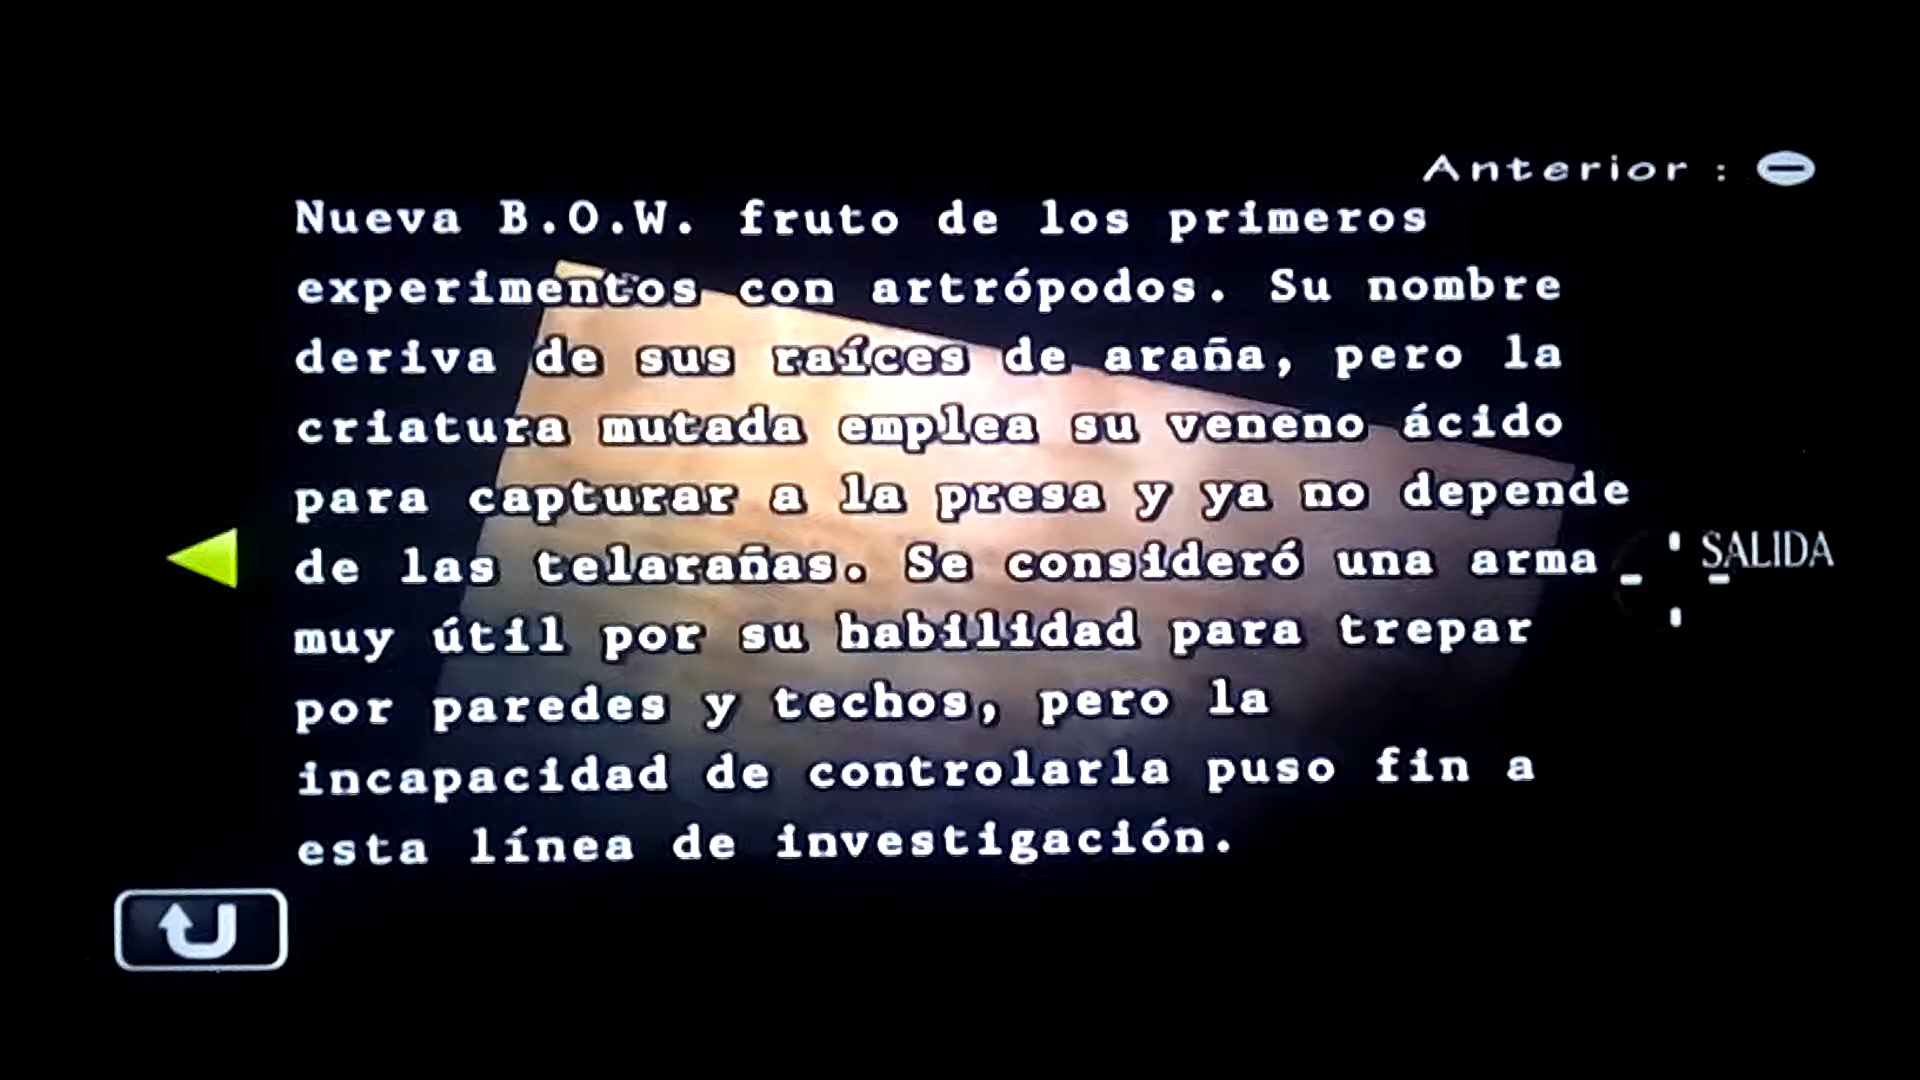 Anterior :
Nueva B.O.W. fruto de los primeros
experimentos con artrópodos. Su nombre
deriva de sus raíces de araña, pero la
criatura mutada emplea su veneno ácido
para capturar a la presa y ya no depende
de las telarañas. Se consideró una arma
muy útil por su habilidad para trepar
por paredes y techos, pero la
incapacidad de controlarla puso fin a
esta línea de investigación.
SALIDA